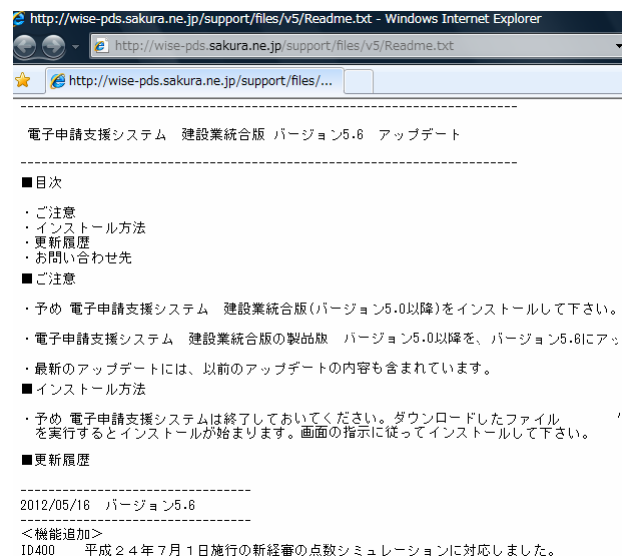 http://wise-pds.sakura.ne.jp/support/files/v5/Readme.txt - Windows Internet Explorer
http://wise-pds.sakura.ne.jp/support/files/v5/Readme.txt
http://wise-pds.sakura.ne.jp/support/files/...
------------------------------------------------------------------
電子申請支援システム　建設業統合版 バージョン5.6　アップデート
------------------------------------------------------------------
■目次
・ご注意
・インストール方法
・更新履歴
・お問い合わせ先
■ご注意
・予め 電子申請支援システム　建設業統合版(バージョン5.0以降)をインストールして下さい。
・電子申請支援システム　建設業統合版の製品版　バージョン5.0以降を、バージョン5.6にアッ
・最新のアップデートには、以前のアップデートの内容も含まれています。
■インストール方法
・予め 電子申請支援システムは終了しておいてください。ダウンロードしたファイル
を実行するとインストールが始まります。画面の指示に従ってインストールして下さい。
■更新履歴
-------------------------------
2012/05/16　バージョン5.6
-------------------------------
＜機能追加＞
ID400　平成２４年７月１日施行の新経審の点数シミュレーションに対応しました。